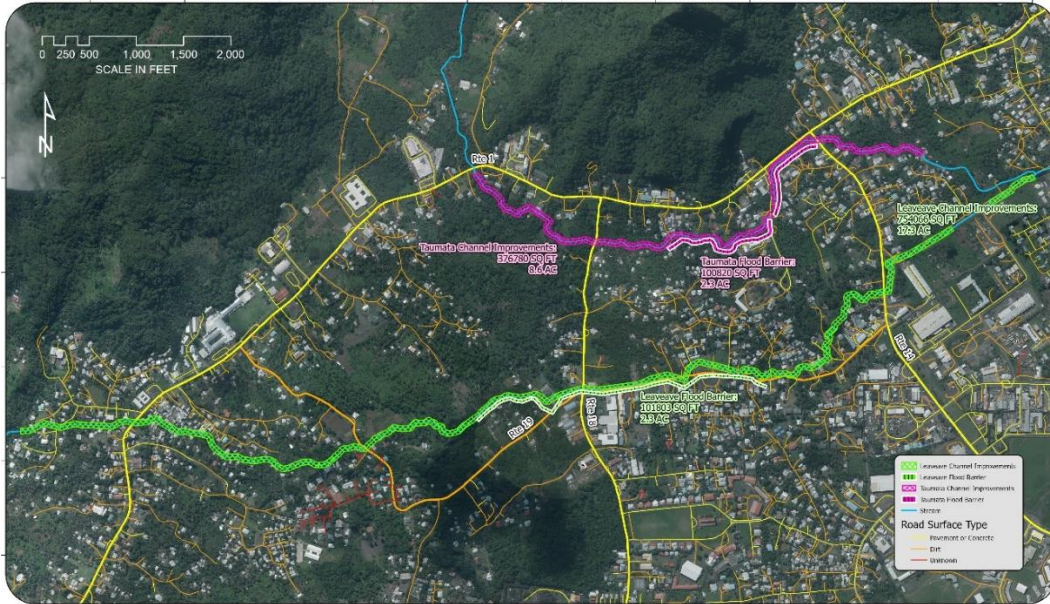 0 250 500 1,000 1,500 2,000
SCALE IN FEET
N
Rte 1
Leaveave Channel Improvements:
754066 SQ FT
17.3 AC
Taumata Channel Improvements:
376780 SQ FT
8.6 AC
Taumata Flood Barrier:
100820 SQ FT
2.3 AC
Rte 14
Leaveave Flood Barrier:
101803 SQ FT
2.3 AC
Rte 18
Rte 19
Leaveave Channel Improvements
Leaveave Flood Barrier
Taumata Channel Improvements
Taumata Flood Barrier
Stream
Road Surface Type
Pavement or Concrete
Dirt
Unknown